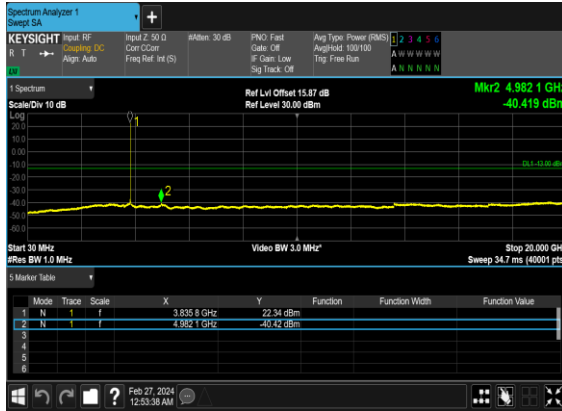 Spectrum Analyzer 1
Swept SA
+
KEYSIGHT Input: RF Input Z: 50 Ω #Atten: 30 dB PNO: Fast Avg Type: Power (RMS) 1 2 3 4 5 6
R T Coupling: DC Corr CCorr Gate: Off Avg|Hold: 100/100 A W W W W W
Align: Auto Freq Ref: Int (S) IF Gain: Low Trig: Free Run
LU Sig Track: Off A N N N N N
1 Spectrum Ref Lvl Offset 15.87 dB Mkr2 4.982 1 GHz
Scale/Div 10 dB Ref Level 30.00 dBm -40.419 dBm
Log
20.0
10.0
0.00
-10.0
-20.0
-30.0
-40.0
-50.0
-60.0
1
2
DL1 -13.00 dBm
Start 30 MHz Video BW 3.0 MHz* Stop 20.000 GHz
#Res BW 1.0 MHz Sweep 34.7 ms (40001 pts)
5 Marker Table
Mode Trace Scale X Y Function Function Width Function Value
1 N 1 f 3.835 8 GHz 22.34 dBm
2 N 1 f 4.982 1 GHz -40.42 dBm
3
4
5
6
? Feb 27, 2024
12:53:38 AM